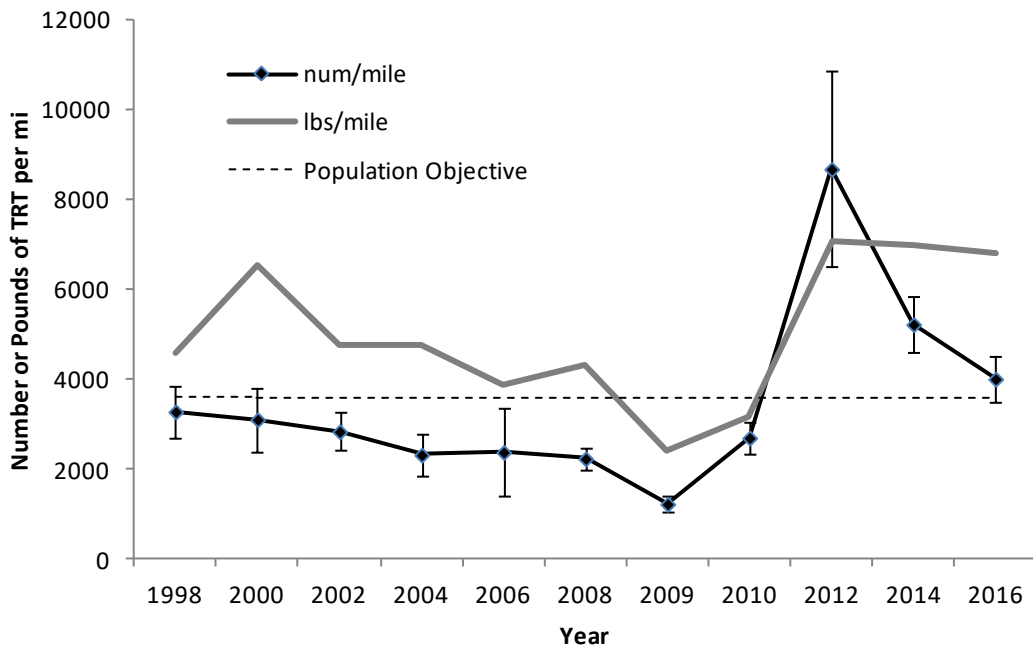 12000
10000
8000
6000
4000
2000
0
Number or Pounds of TRT per mi
num/mile
lbs/mile
Population Objective
1998 2000 2002 2004 2006 2008 2009 2010 2012 2014 2016
Year